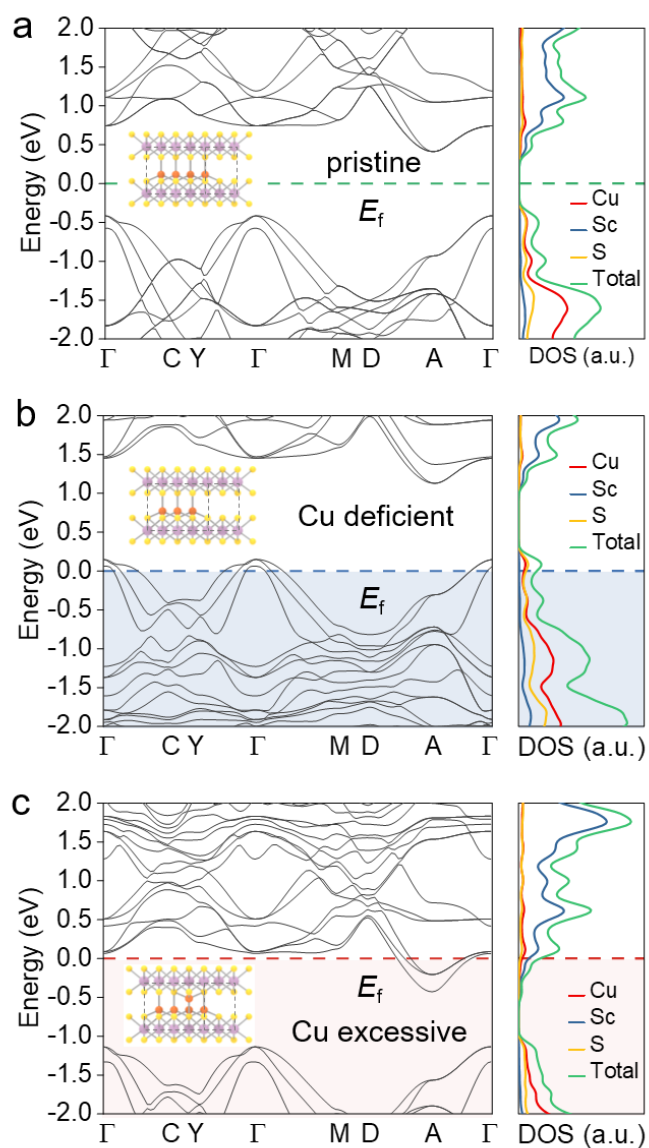 a
2.0
1.5
1.0
0.5
0.0
-0.5
-1.0
-1.5
-2.0
Energy (eV)
pristine
Ef
Γ C Y Γ M D A Γ
Cu
Sc
S
Total
DOS (a.u.)
b
2.0
1.5
1.0
0.5
0.0
-0.5
-1.0
-1.5
-2.0
Energy (eV)
Cu deficient
Ef
Γ C Y Γ M D A Γ
Cu
Sc
S
Total
DOS (a.u.)
c
2.0
1.5
1.0
0.5
0.0
-0.5
-1.0
-1.5
-2.0
Energy (eV)
Ef
Cu excessive
Γ C Y Γ M D A Γ
Cu
Sc
S
Total
DOS (a.u.)